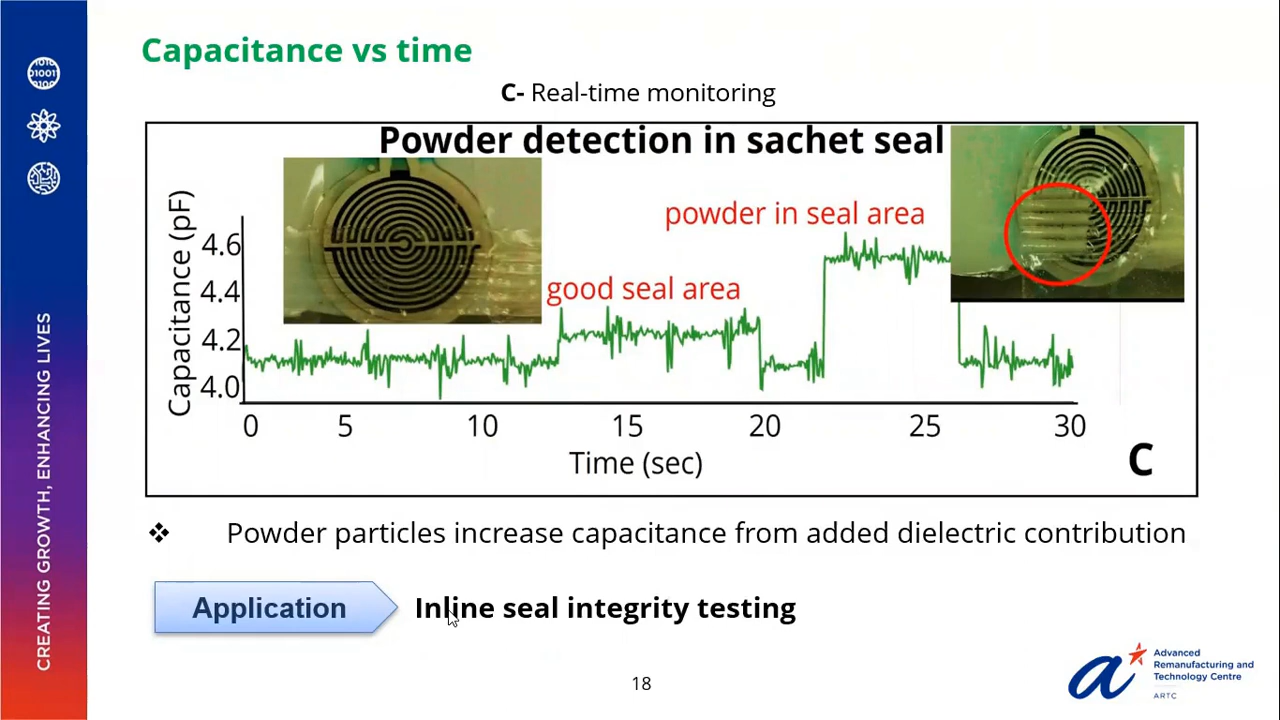 Capacitance vs time
C- Real-time monitoring
Powder detection in sachet seal
powder in seal area
good seal area
Capacitance (pF)
4.6
4.4
4.2
4.0
0 5 10 15 20 25 30
Time (sec)
C
❖ Powder particles increase capacitance from added dielectric contribution
Application
Inline seal integrity testing
18
CREATING GROWTH, ENHANCING LIVES
Advanced
Remanufacturing and
Technology Centre
ARTC